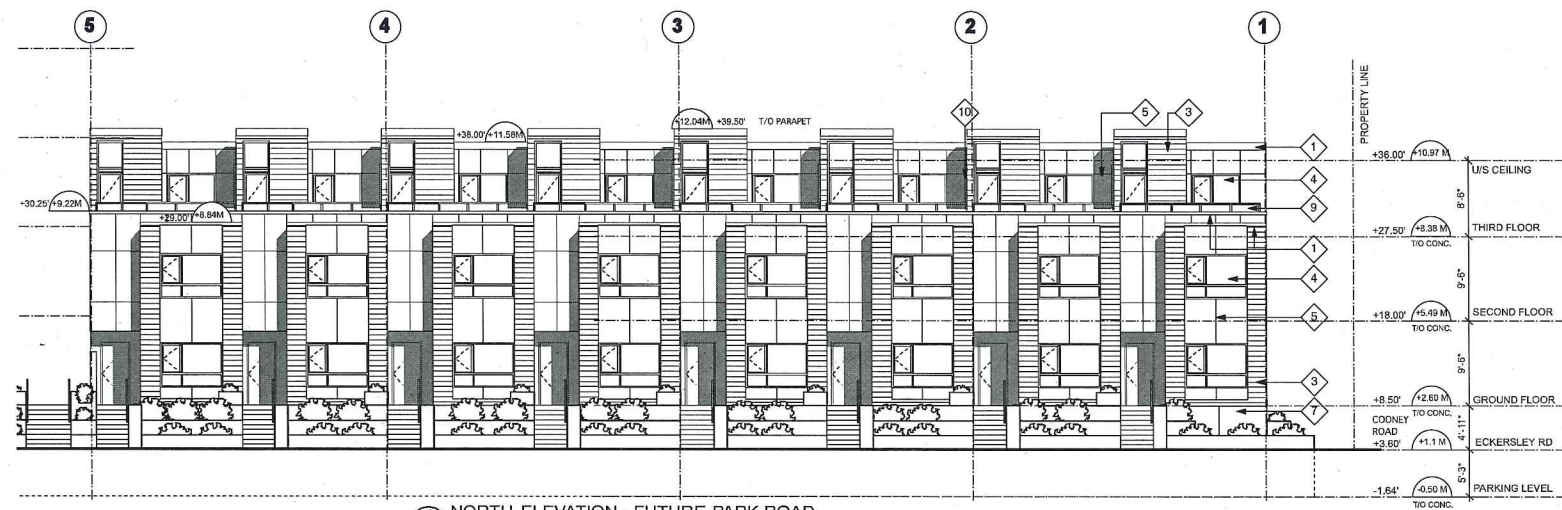 5
4
3
2
1
PROPERTY LINE
+12.04M +39.50' T/O PARAPET
+38.00' +11.58M
10
5
3
1
+36.00' +10.97 M
U/S CEILING
4
8'-6"
+30.25' +9.22M
9
+29.00' +8.84M
+27.50' +8.38 M THIRD FLOOR
T/O CONC.
1
4
9'-6"
5
+18.00' +5.49 M SECOND FLOOR
T/O CONC.
9'-6"
3
+8.50' +2.60 M GROUND FLOOR
T/O CONC.
7
COONEY
ROAD
4'-11"
+3.60' +1.1 M ECKERSLEY RD
5'-3"
-1.64' -0.50 M PARKING LEVEL
T/O CONC.
NORTH ELEVATION - FUTURE PARK ROAD